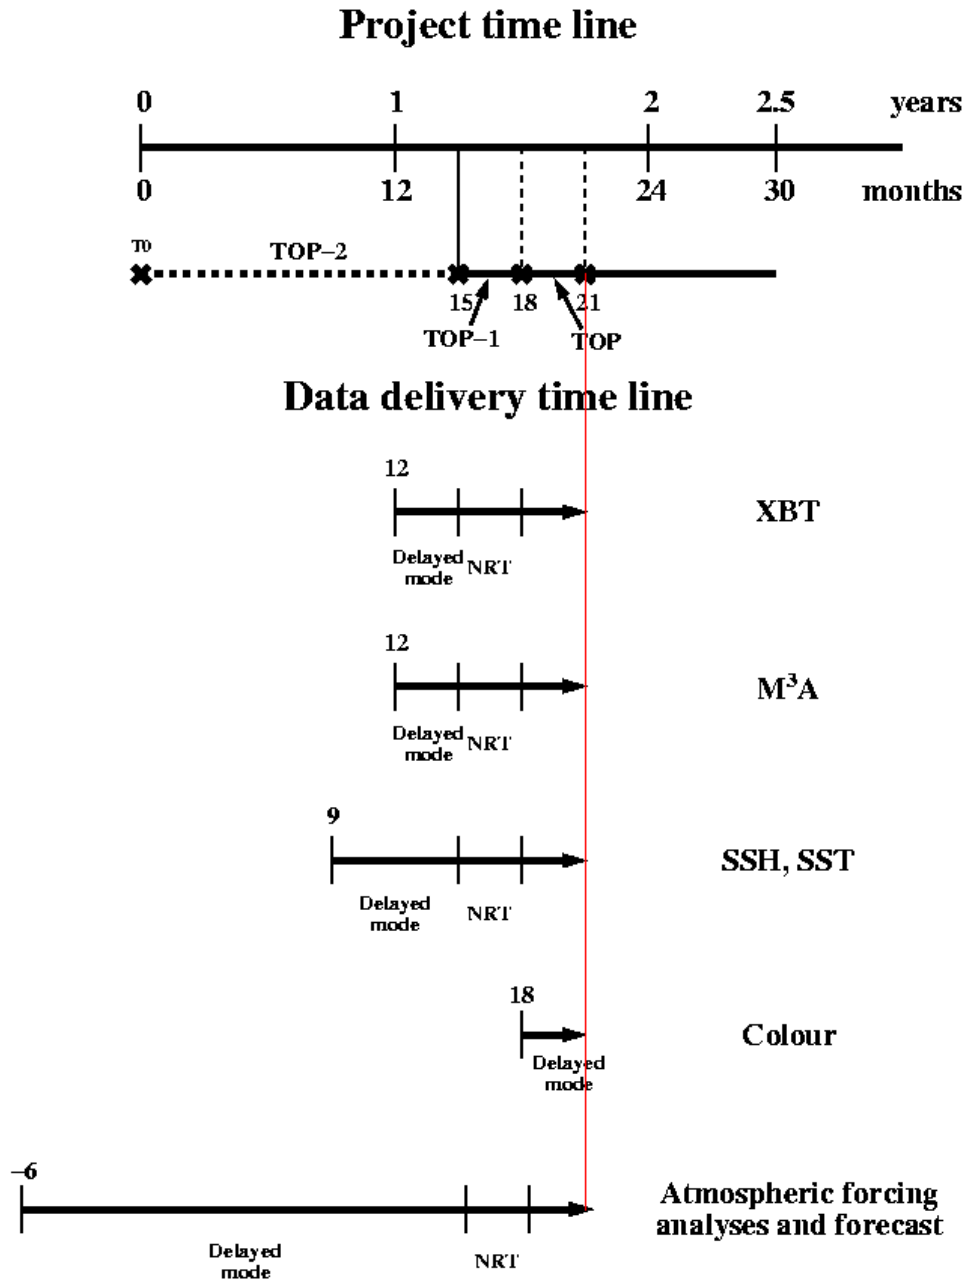 Project time line
0 1 2 2.5 years
0 12 24 30 months
T0
TOP−2
15 18 21
TOP−1 TOP
Data delivery time line
12
XBT
Delayed
mode NRT
12
M³A
Delayed
mode NRT
9
SSH, SST
Delayed
mode NRT
18
Colour
Delayed
mode
−6
Atmospheric forcing
analyses and forecast
Delayed
mode NRT